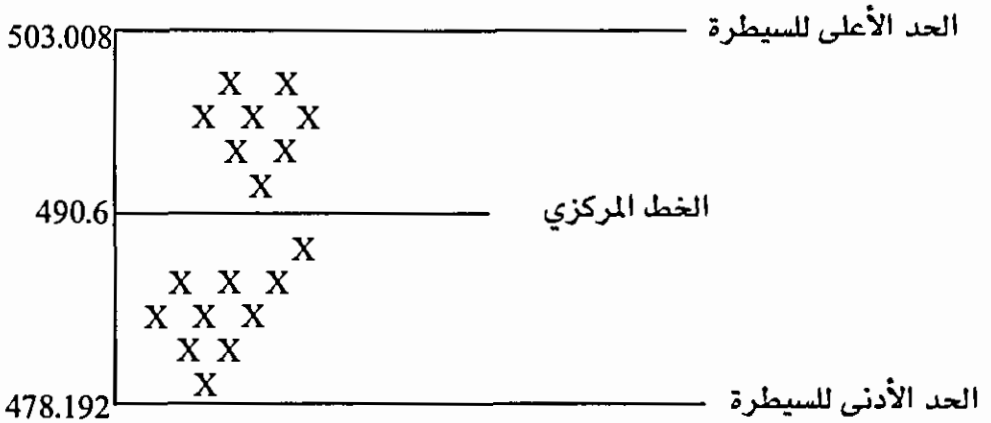 503.008 الحد الأعلى للسيطرة
X X
X X X
X X
X
490.6 الخط المركزي
X
X X X
X X X
X X
X
478.192 الحد الأدنى للسيطرة